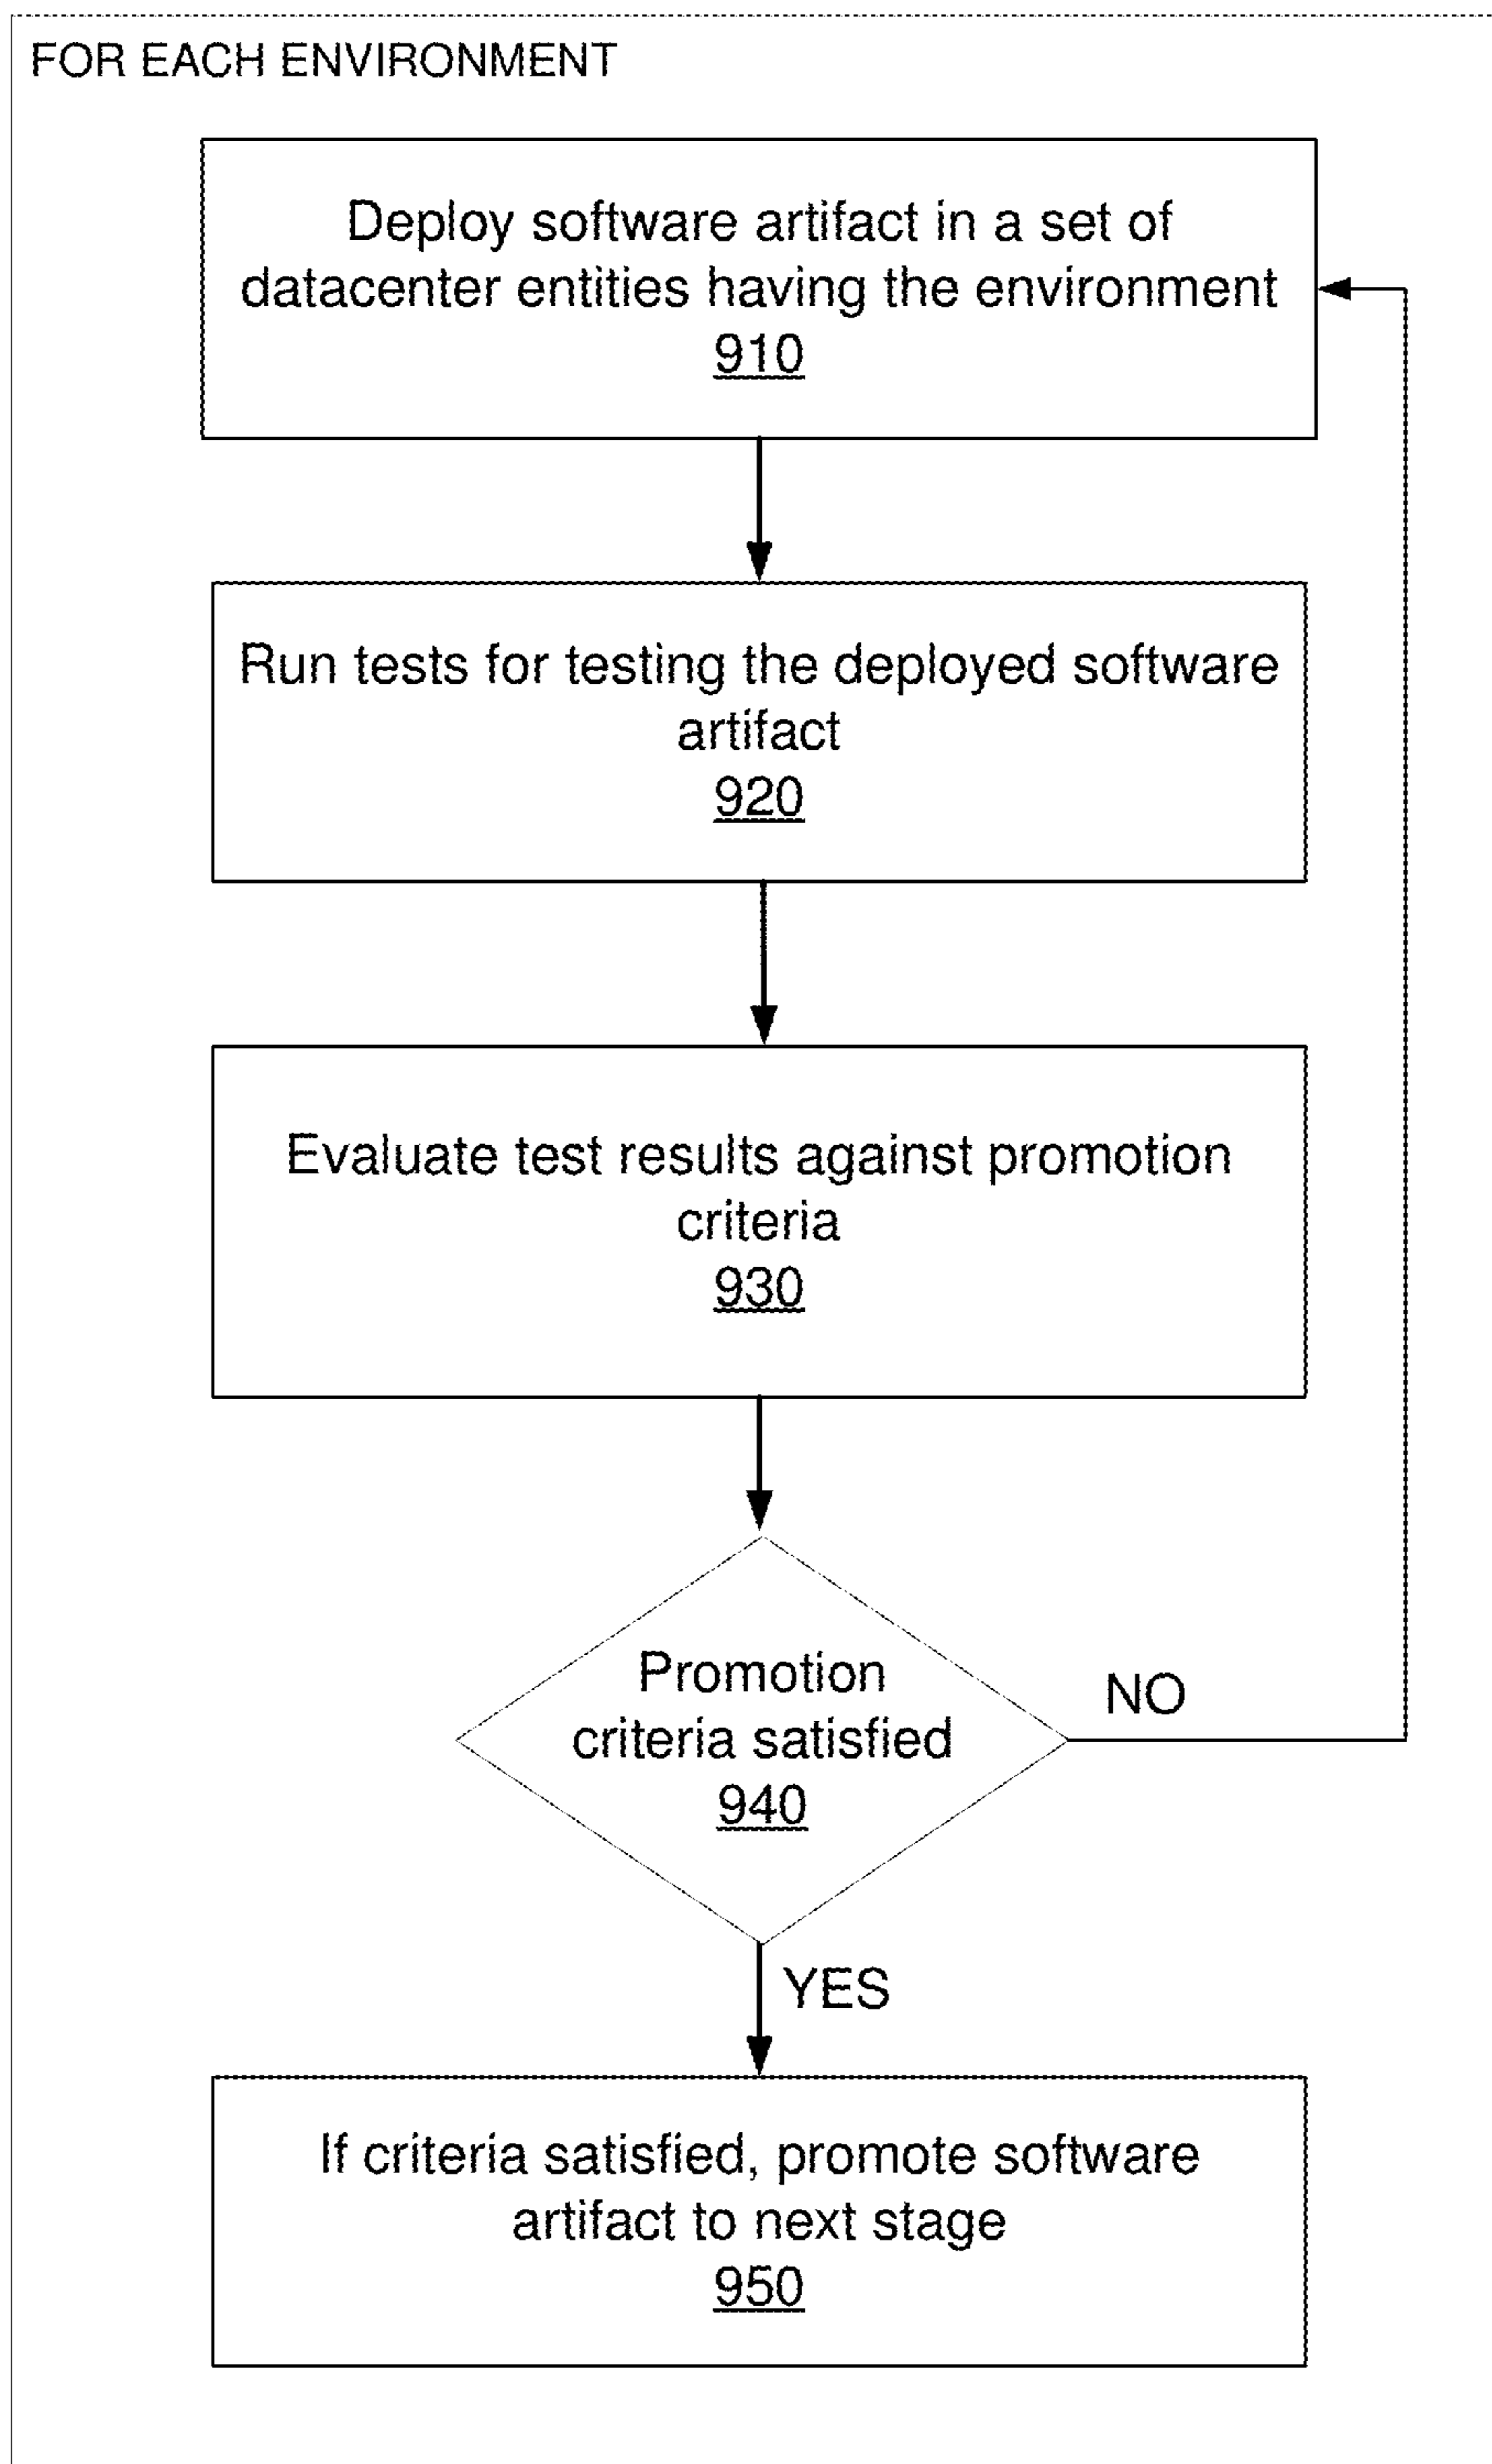 FOR EACH ENVIRONMENT
Deploy software artifact in a set of
datacenter entities having the environment
910
Run tests for testing the deployed software
artifact
920
Evaluate test results against promotion
criteria
930
Promotion
criteria satisfied
940
NO
YES
If criteria satisfied, promote software
artifact to next stage
950